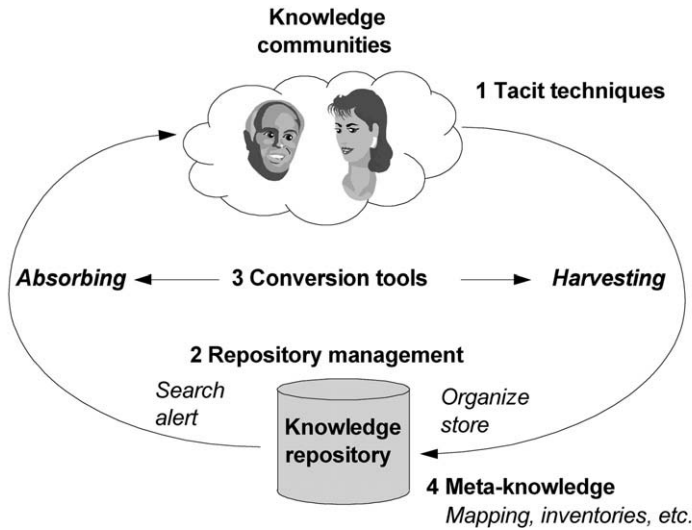 Knowledge
communities
1 Tacit techniques
Absorbing
3 Conversion tools
Harvesting
2 Repository management
Search
alert
Organize
store
Knowledge
repository
4 Meta-knowledge
Mapping, inventories, etc.